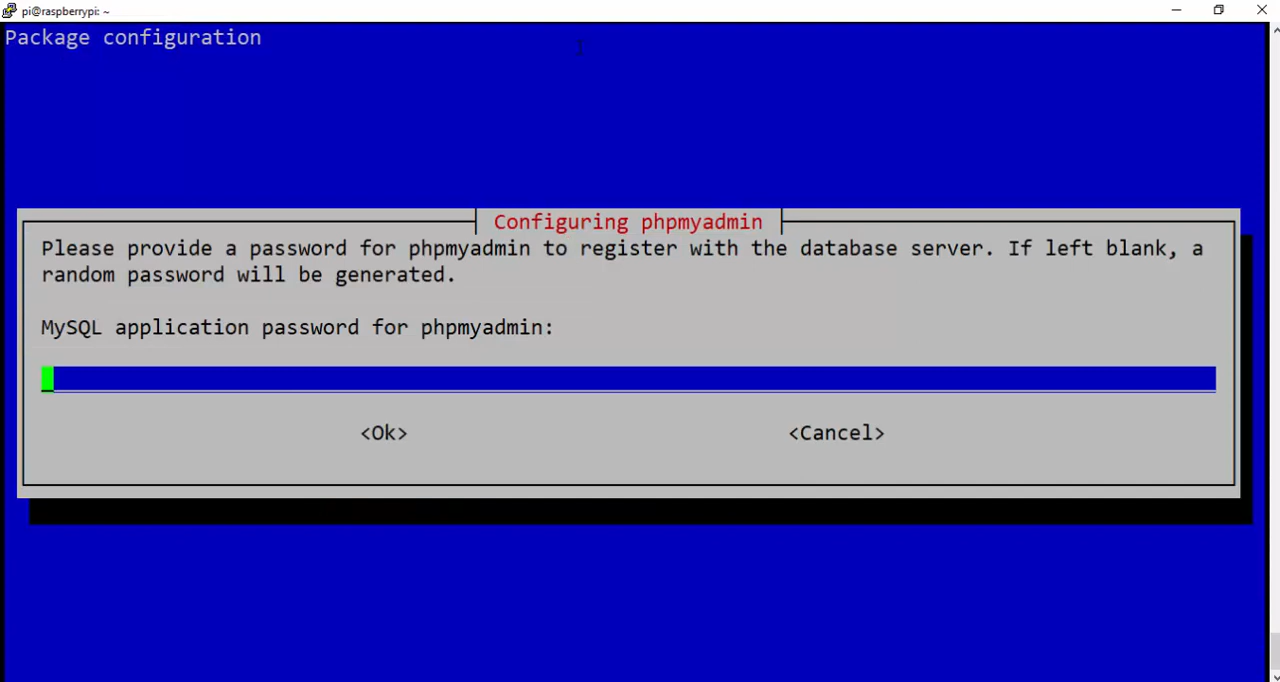 pi@raspberrypi: ~
Package configuration
Configuring phpmyadmin
Please provide a password for phpmyadmin to register with the database server. If left blank, a
random password will be generated.
MySQL application password for phpmyadmin:
<Ok> <Cancel>